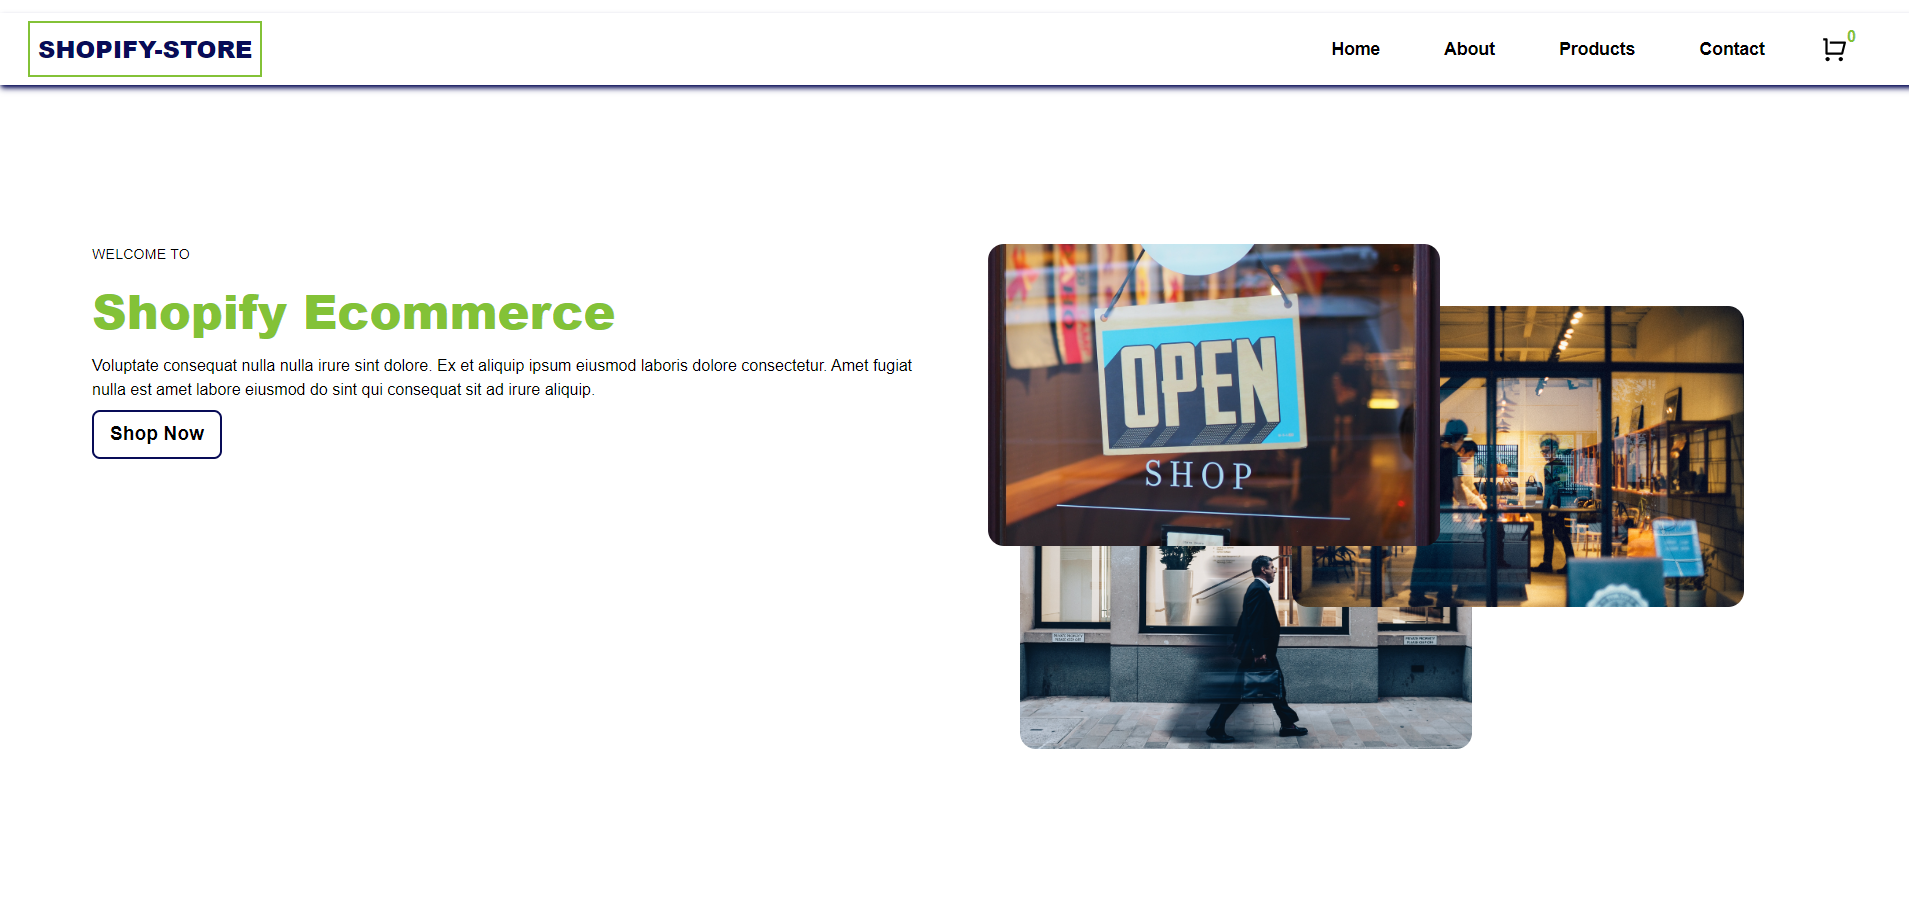 SHOPIFY-STORE
Home About Products Contact 0
WELCOME TO
Shopify Ecommerce
Voluptate consequat nulla nulla irure sint dolore. Ex et aliquip ipsum eiusmod laboris dolore consectetur. Amet fugiat
nulla est amet labore eiusmod do sint qui consequat sit ad irure aliquip.
Shop Now
OPEN
SHOP